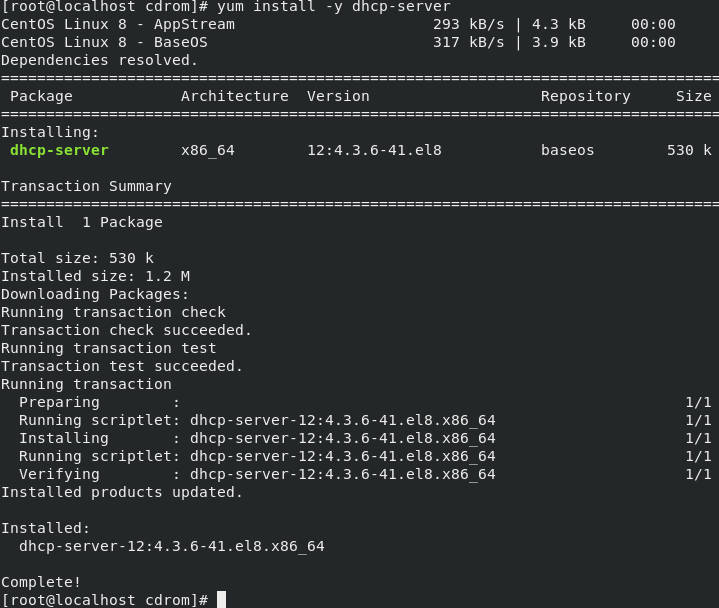 [root@localhost cdrom]# yum install -y dhcp-server
CentOS Linux 8 - AppStream                      293 kB/s | 4.3 kB     00:00
CentOS Linux 8 - BaseOS                         317 kB/s | 3.9 kB     00:00
Dependencies resolved.
================================================================================
 Package            Architecture  Version                   Repository     Size
================================================================================
Installing:
 dhcp-server        x86_64        12:4.3.6-41.el8           baseos        530 k

Transaction Summary
================================================================================
Install  1 Package

Total size: 530 k
Installed size: 1.2 M
Downloading Packages:
Running transaction check
Transaction check succeeded.
Running transaction test
Transaction test succeeded.
Running transaction
  Preparing        :                                                        1/1
  Running scriptlet: dhcp-server-12:4.3.6-41.el8.x86_64                     1/1
  Installing       : dhcp-server-12:4.3.6-41.el8.x86_64                     1/1
  Running scriptlet: dhcp-server-12:4.3.6-41.el8.x86_64                     1/1
  Verifying        : dhcp-server-12:4.3.6-41.el8.x86_64                     1/1
Installed products updated.

Installed:
  dhcp-server-12:4.3.6-41.el8.x86_64

Complete!
[root@localhost cdrom]#